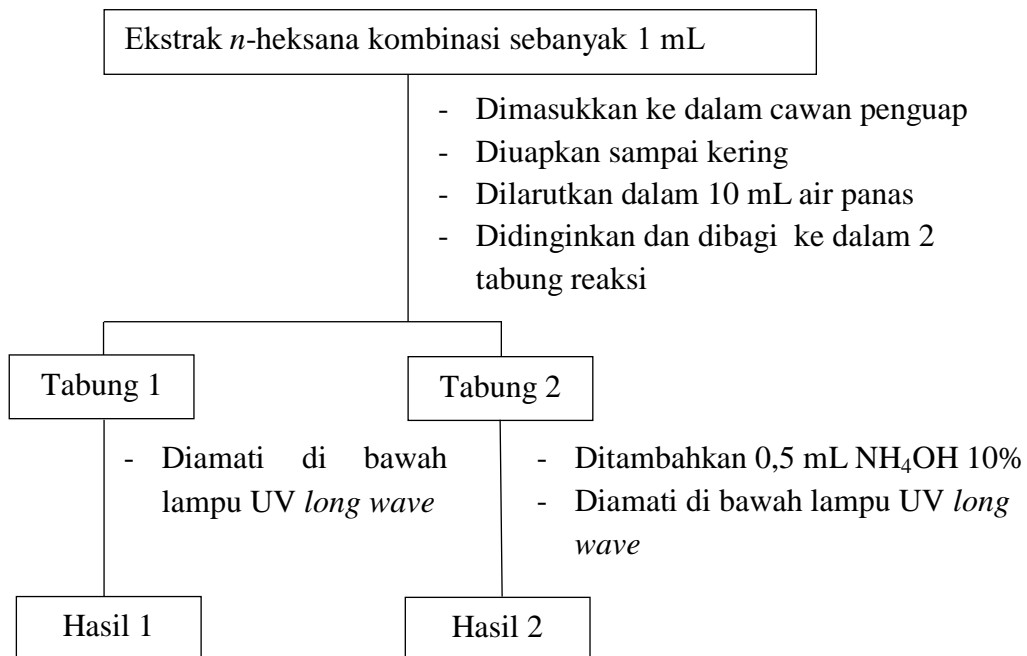 Ekstrak n-heksana kombinasi sebanyak 1 mL
- Dimasukkan ke dalam cawan penguap
- Diuapkan sampai kering
- Dilarutkan dalam 10 mL air panas
- Didinginkan dan dibagi ke dalam 2
tabung reaksi
Tabung 1
Tabung 2
- Diamati di bawah
lampu UV long wave
- Ditambahkan 0,5 mL NH₄OH 10%
- Diamati di bawah lampu UV long
wave
Hasil 1
Hasil 2